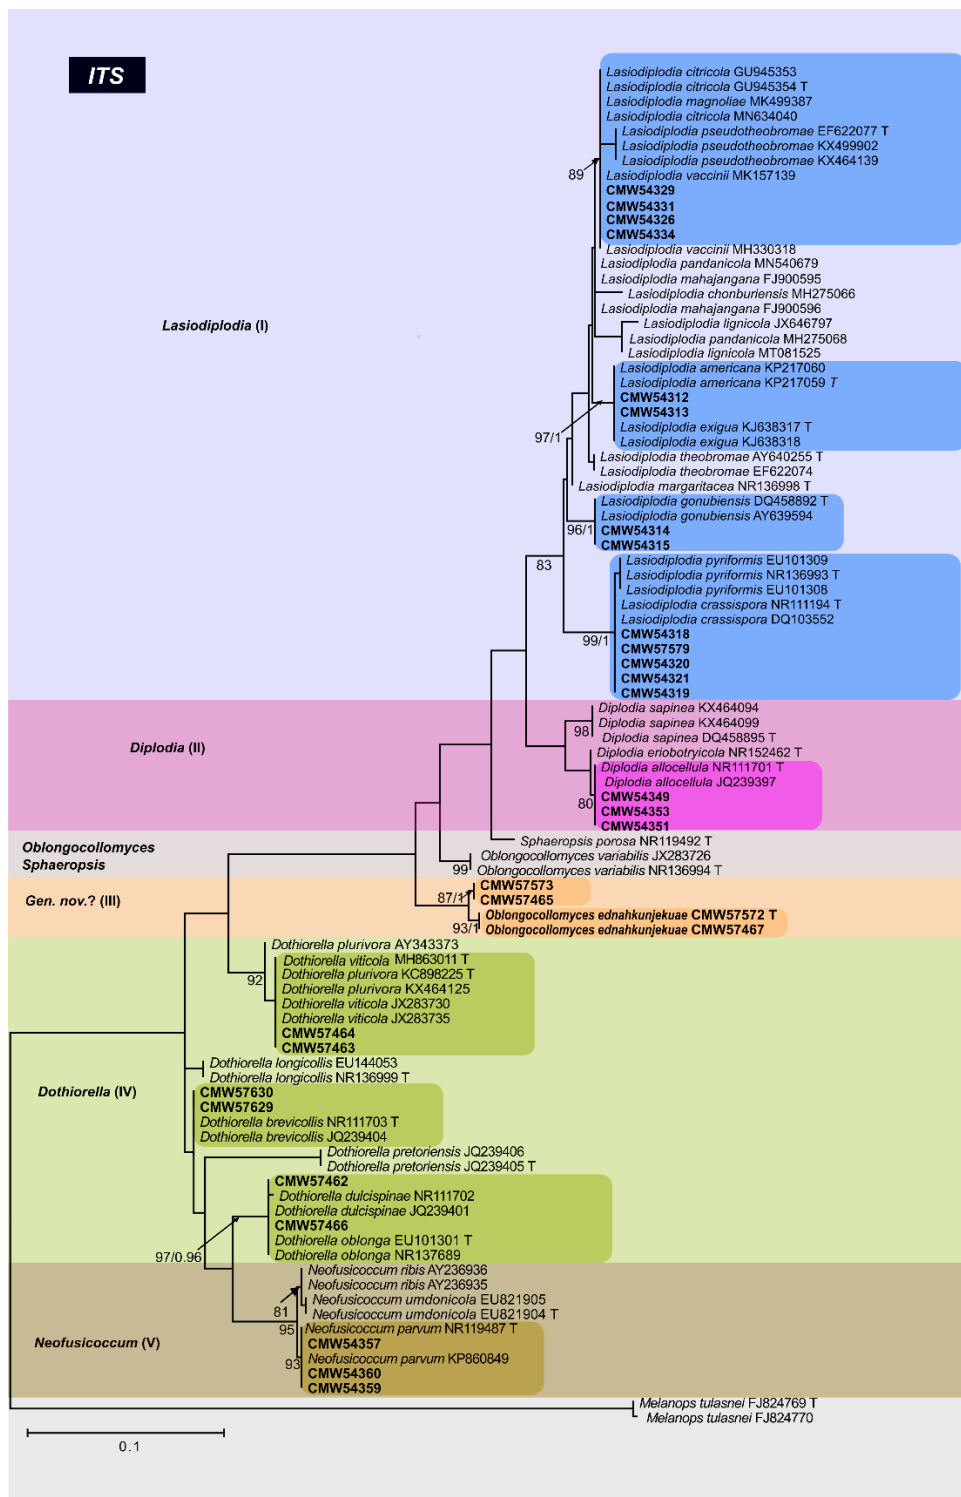 ITS
Lasiodiplodia citricola GU945353
Lasiodiplodia citricola GU945354 T
Lasiodiplodia magnoliae MK499387
Lasiodiplodia citricola MN634040
Lasiodiplodia pseudotheobromae EF622077 T
Lasiodiplodia pseudotheobromae KX499902
Lasiodiplodia pseudotheobromae KX464139
89
Lasiodiplodia vaccinii MK157139
CMW54329
CMW54331
CMW54326
CMW54334
Lasiodiplodia vaccinii MH330318
Lasiodiplodia pandanicola MN540679
Lasiodiplodia mahajangana FJ900595
Lasiodiplodia chonburiensis MH275066
Lasiodiplodia mahajangana FJ900596
Lasiodiplodia (I)
Lasiodiplodia lignicola JX646797
Lasiodiplodia pandanicola MH275068
Lasiodiplodia lignicola MT081525
Lasiodiplodia americana KP217060
Lasiodiplodia americana KP217059 T
CMW54312
CMW54313
Lasiodiplodia exigua KJ638317 T
97/1
Lasiodiplodia exigua KJ638318
Lasiodiplodia theobromae AY640255 T
Lasiodiplodia theobromae EF622074
Lasiodiplodia margaritacea NR136998 T
Lasiodiplodia gonubiensis DQ458892 T
Lasiodiplodia gonubiensis AY639594
96/1
CMW54314
CMW54315
83
Lasiodiplodia pyriformis EU101309
Lasiodiplodia pyriformis NR136993 T
Lasiodiplodia pyriformis EU101308
Lasiodiplodia crassispora NR111194 T
Lasiodiplodia crassispora DQ103552
99/1
CMW54318
CMW57579
CMW54320
CMW54321
CMW54319
Diplodia sapinea KX464094
Diplodia sapinea KX464099
98
Diplodia sapinea DQ458895 T
Diplodia (II)
Diplodia eriobotryicola NR152462 T
Diplodia allocellula NR111701 T
Diplodia allocellula JQ239397
80
CMW54349
CMW54353
CMW54351
Sphaeropsis porosa NR119492 T
Oblongocollomyces
Sphaeropsis
Oblongocollomyces variabilis JX283726
99
Oblongocollomyces variabilis NR136994 T
CMW57573
Gen. nov.? (III)
87/1
CMW57465
Oblongocollomyces ednahkunjekuae CMW57572 T
93/1
Oblongocollomyces ednahkunjekuae CMW57467
Dothiorella plurivora AY343373
Dothiorella viticola MH863011 T
92
Dothiorella plurivora KC898225 T
Dothiorella plurivora KX464125
Dothiorella viticola JX283730
Dothiorella viticola JX283735
CMW57464
CMW57463
Dothiorella longicollis EU144053
Dothiorella longicollis NR136999 T
Dothiorella (IV)
CMW57630
CMW57629
Dothiorella brevicollis NR111703 T
Dothiorella brevicollis JQ239404
Dothiorella pretoriensis JQ239406
Dothiorella pretoriensis JQ239405 T
CMW57462
Dothiorella dulcispinae NR111702
Dothiorella dulcispinae JQ239401
CMW57466
Dothiorella oblonga EU101301 T
97/0.96
Dothiorella oblonga NR137689
Neofusicoccum ribis AY236936
Neofusicoccum ribis AY236935
Neofusicoccum umdonicola EU821905
81
Neofusicoccum umdonicola EU821904 T
95
Neofusicoccum parvum NR119487 T
Neofusicoccum (V)
CMW54357
93
Neofusicoccum parvum KP860849
CMW54360
CMW54359
Melanops tulasnei FJ824769 T
Melanops tulasnei FJ824770
0.1